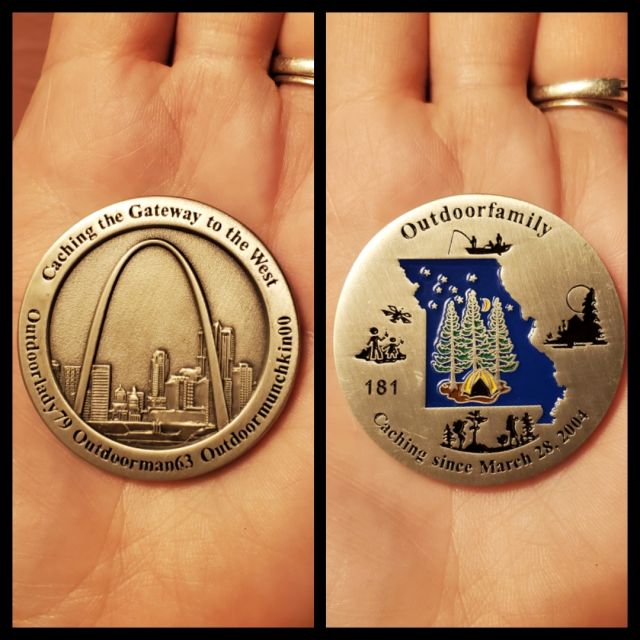 Caching the Gateway to the West
Outdoorlady79 Outdoorman63 Outdoormunchkin00
Outdoorfamily
181
Caching since March 28, 2004